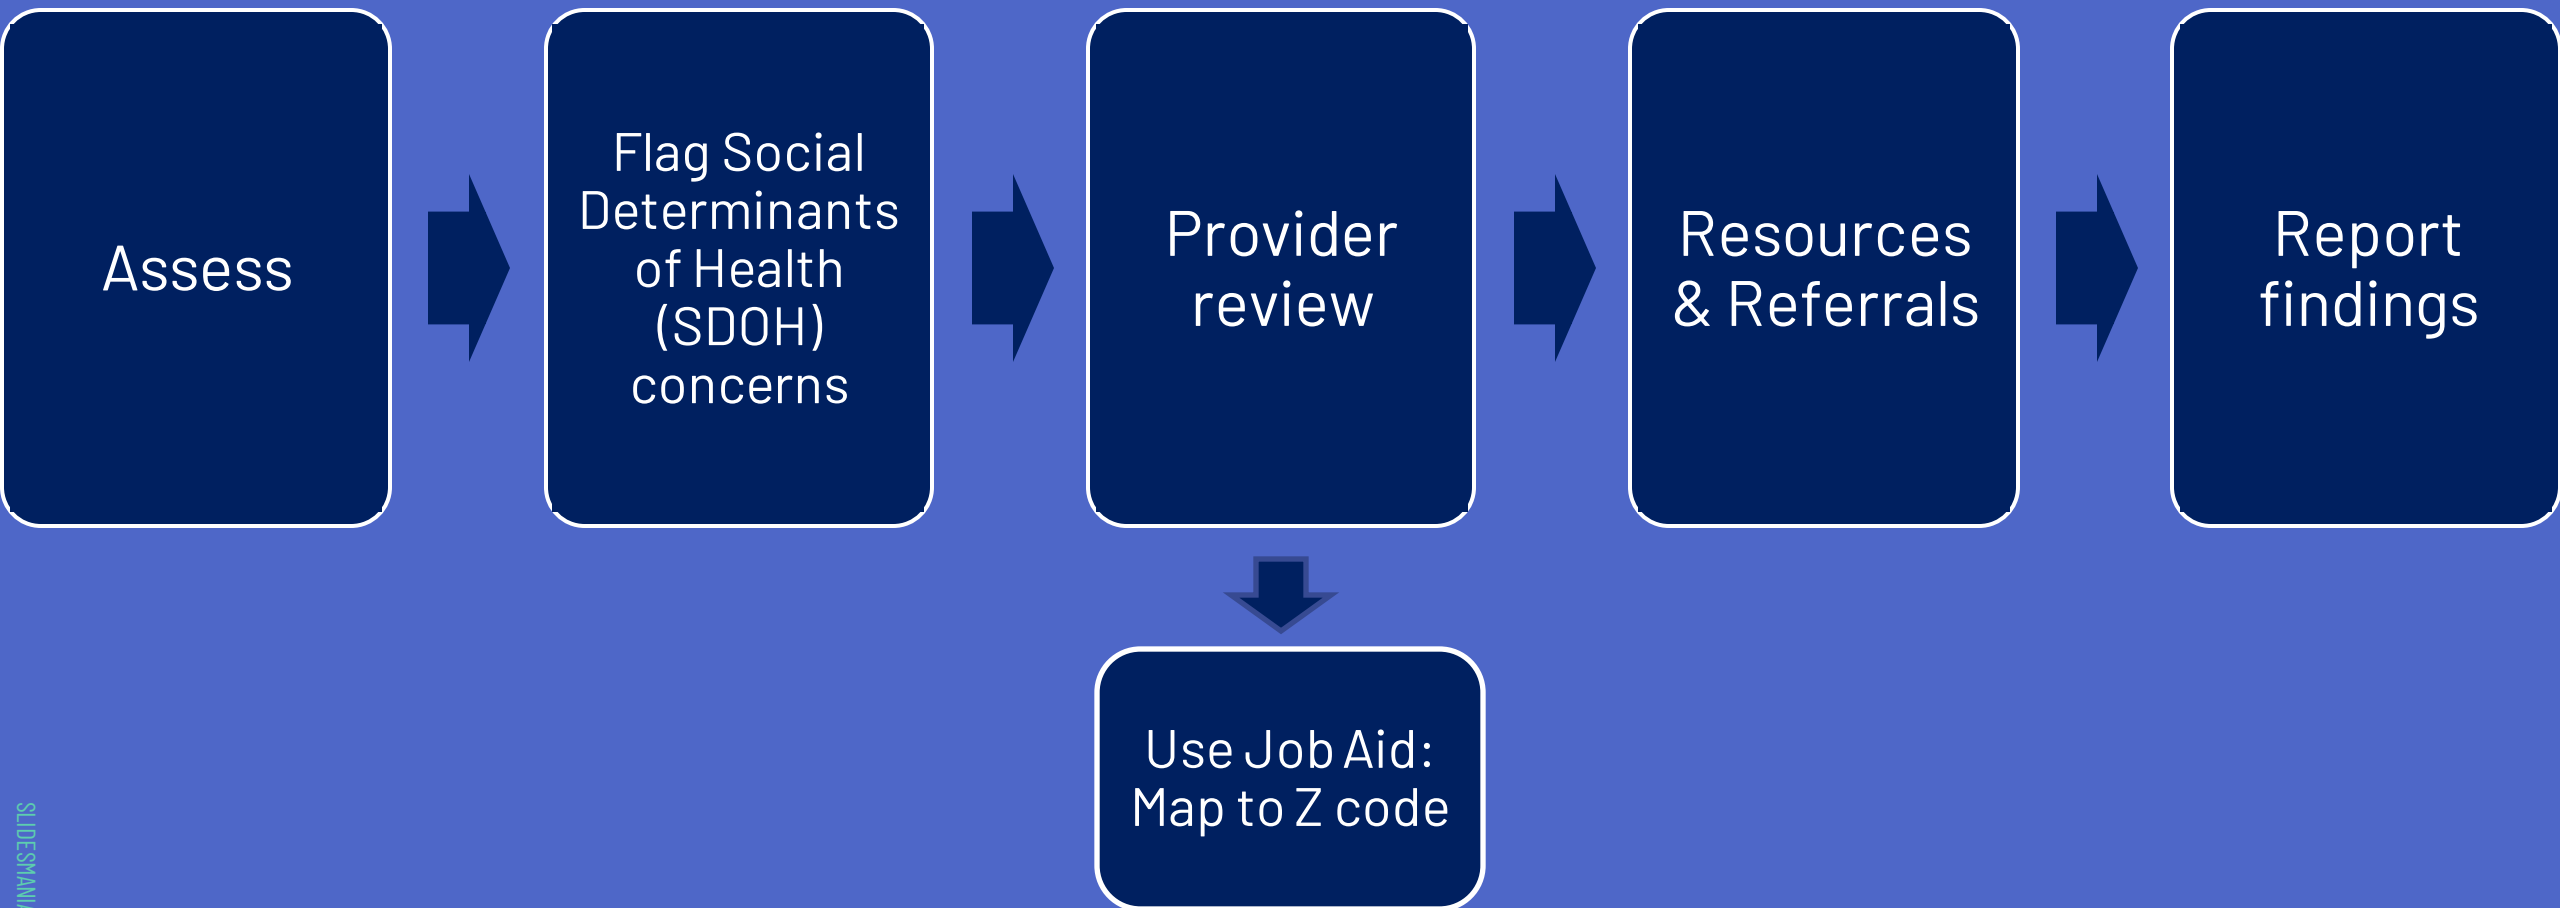 Assess
Flag Social
Determinants
of Health
(SDOH)
concerns
Provider
review
Resources
& Referrals
Report
findings
Use Job Aid:
Map to Z code
SLIDESMANIA